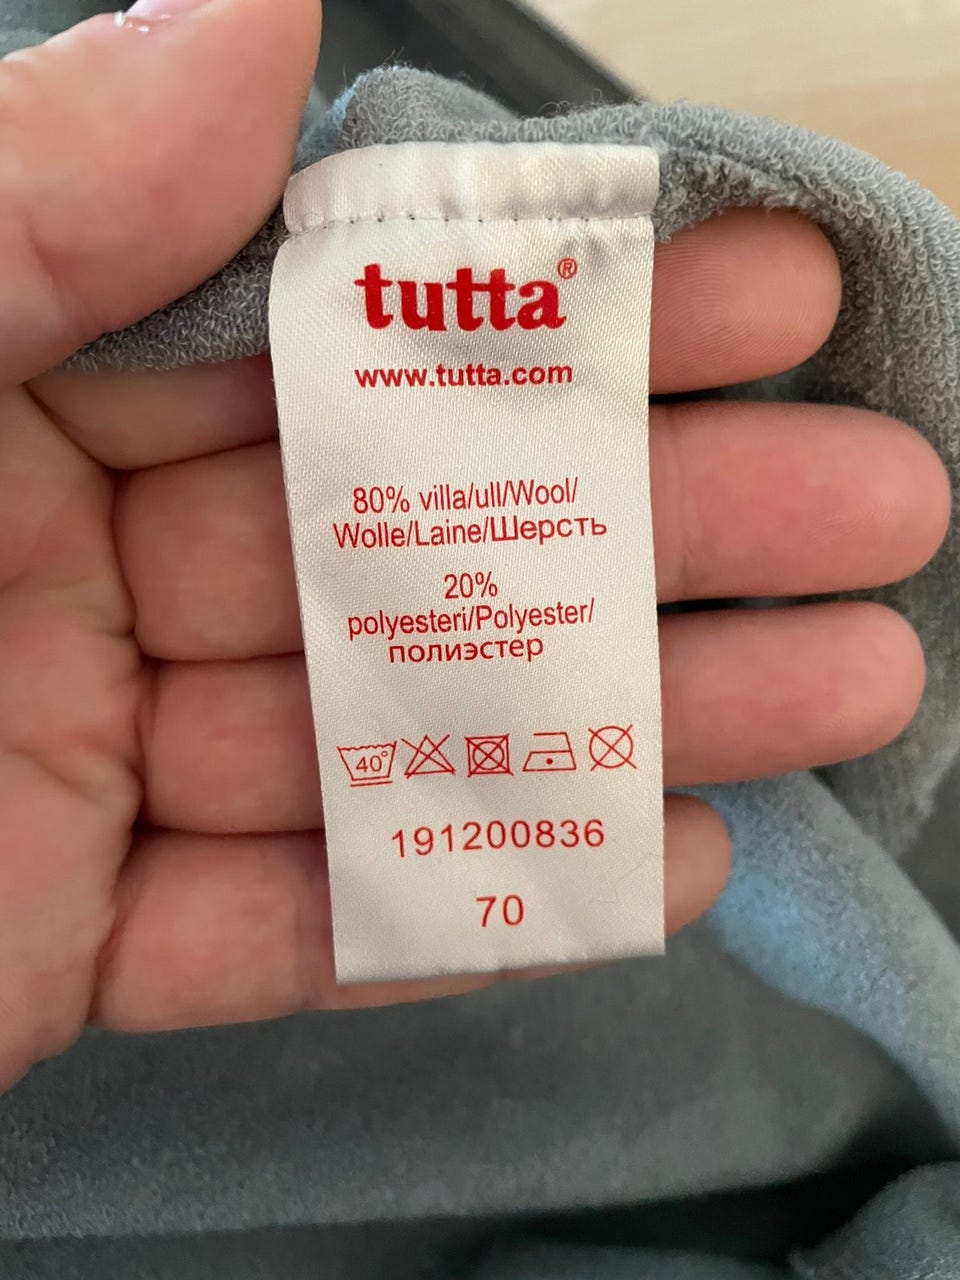 tutta®
www.tutta.com
80% villa/ull/Wool/
Wolle/Laine/Шерсть
20%
polyesteri/Polyester/
полиэстер
40°
191200836
70